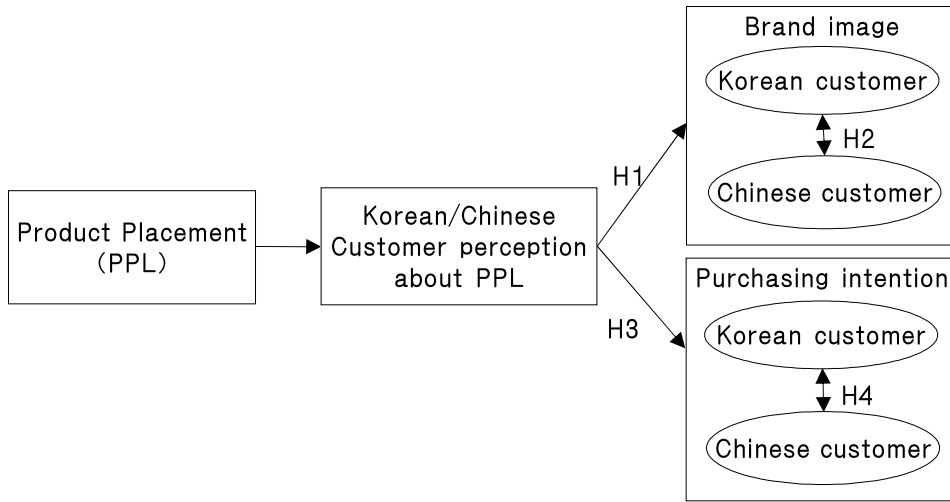 Product Placement
(PPL)
Korean/Chinese
Customer perception
about PPL
H1
H3
Brand image
Korean customer
H2
Chinese customer
Purchasing intention
Korean customer
H4
Chinese customer